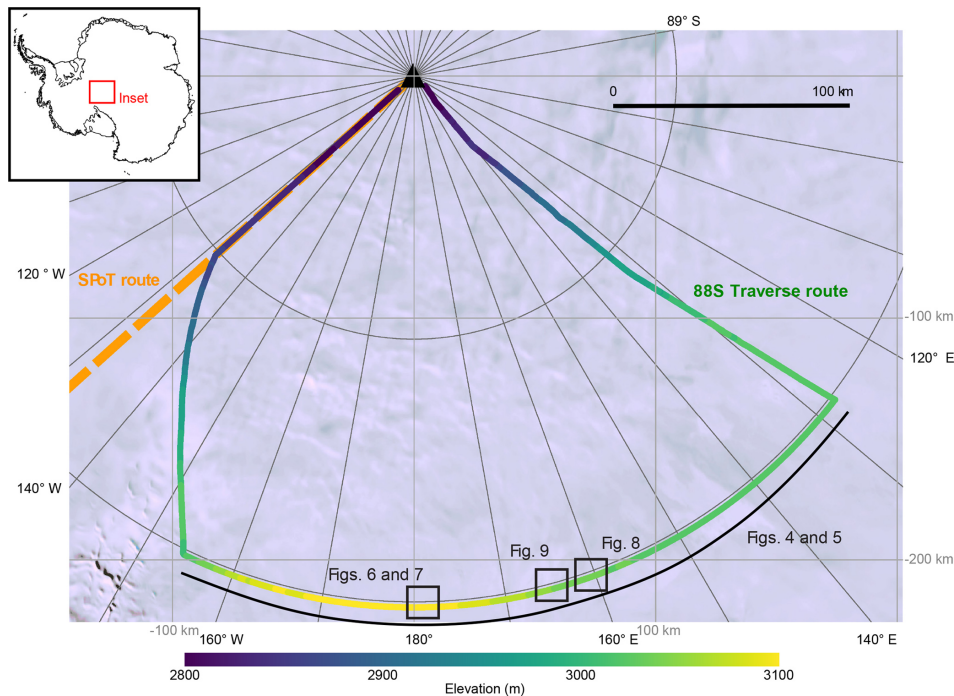 89° S
Inset
0 100 km
120 ° W
SPoT route
88S Traverse route
-100 km
120° E
140° W
Figs. 4 and 5
Fig. 8
Fig. 9
Figs. 6 and 7
-200 km
-100 km
100 km
160° W
180°
160° E
140° E
2800 2900 3000 3100
Elevation (m)